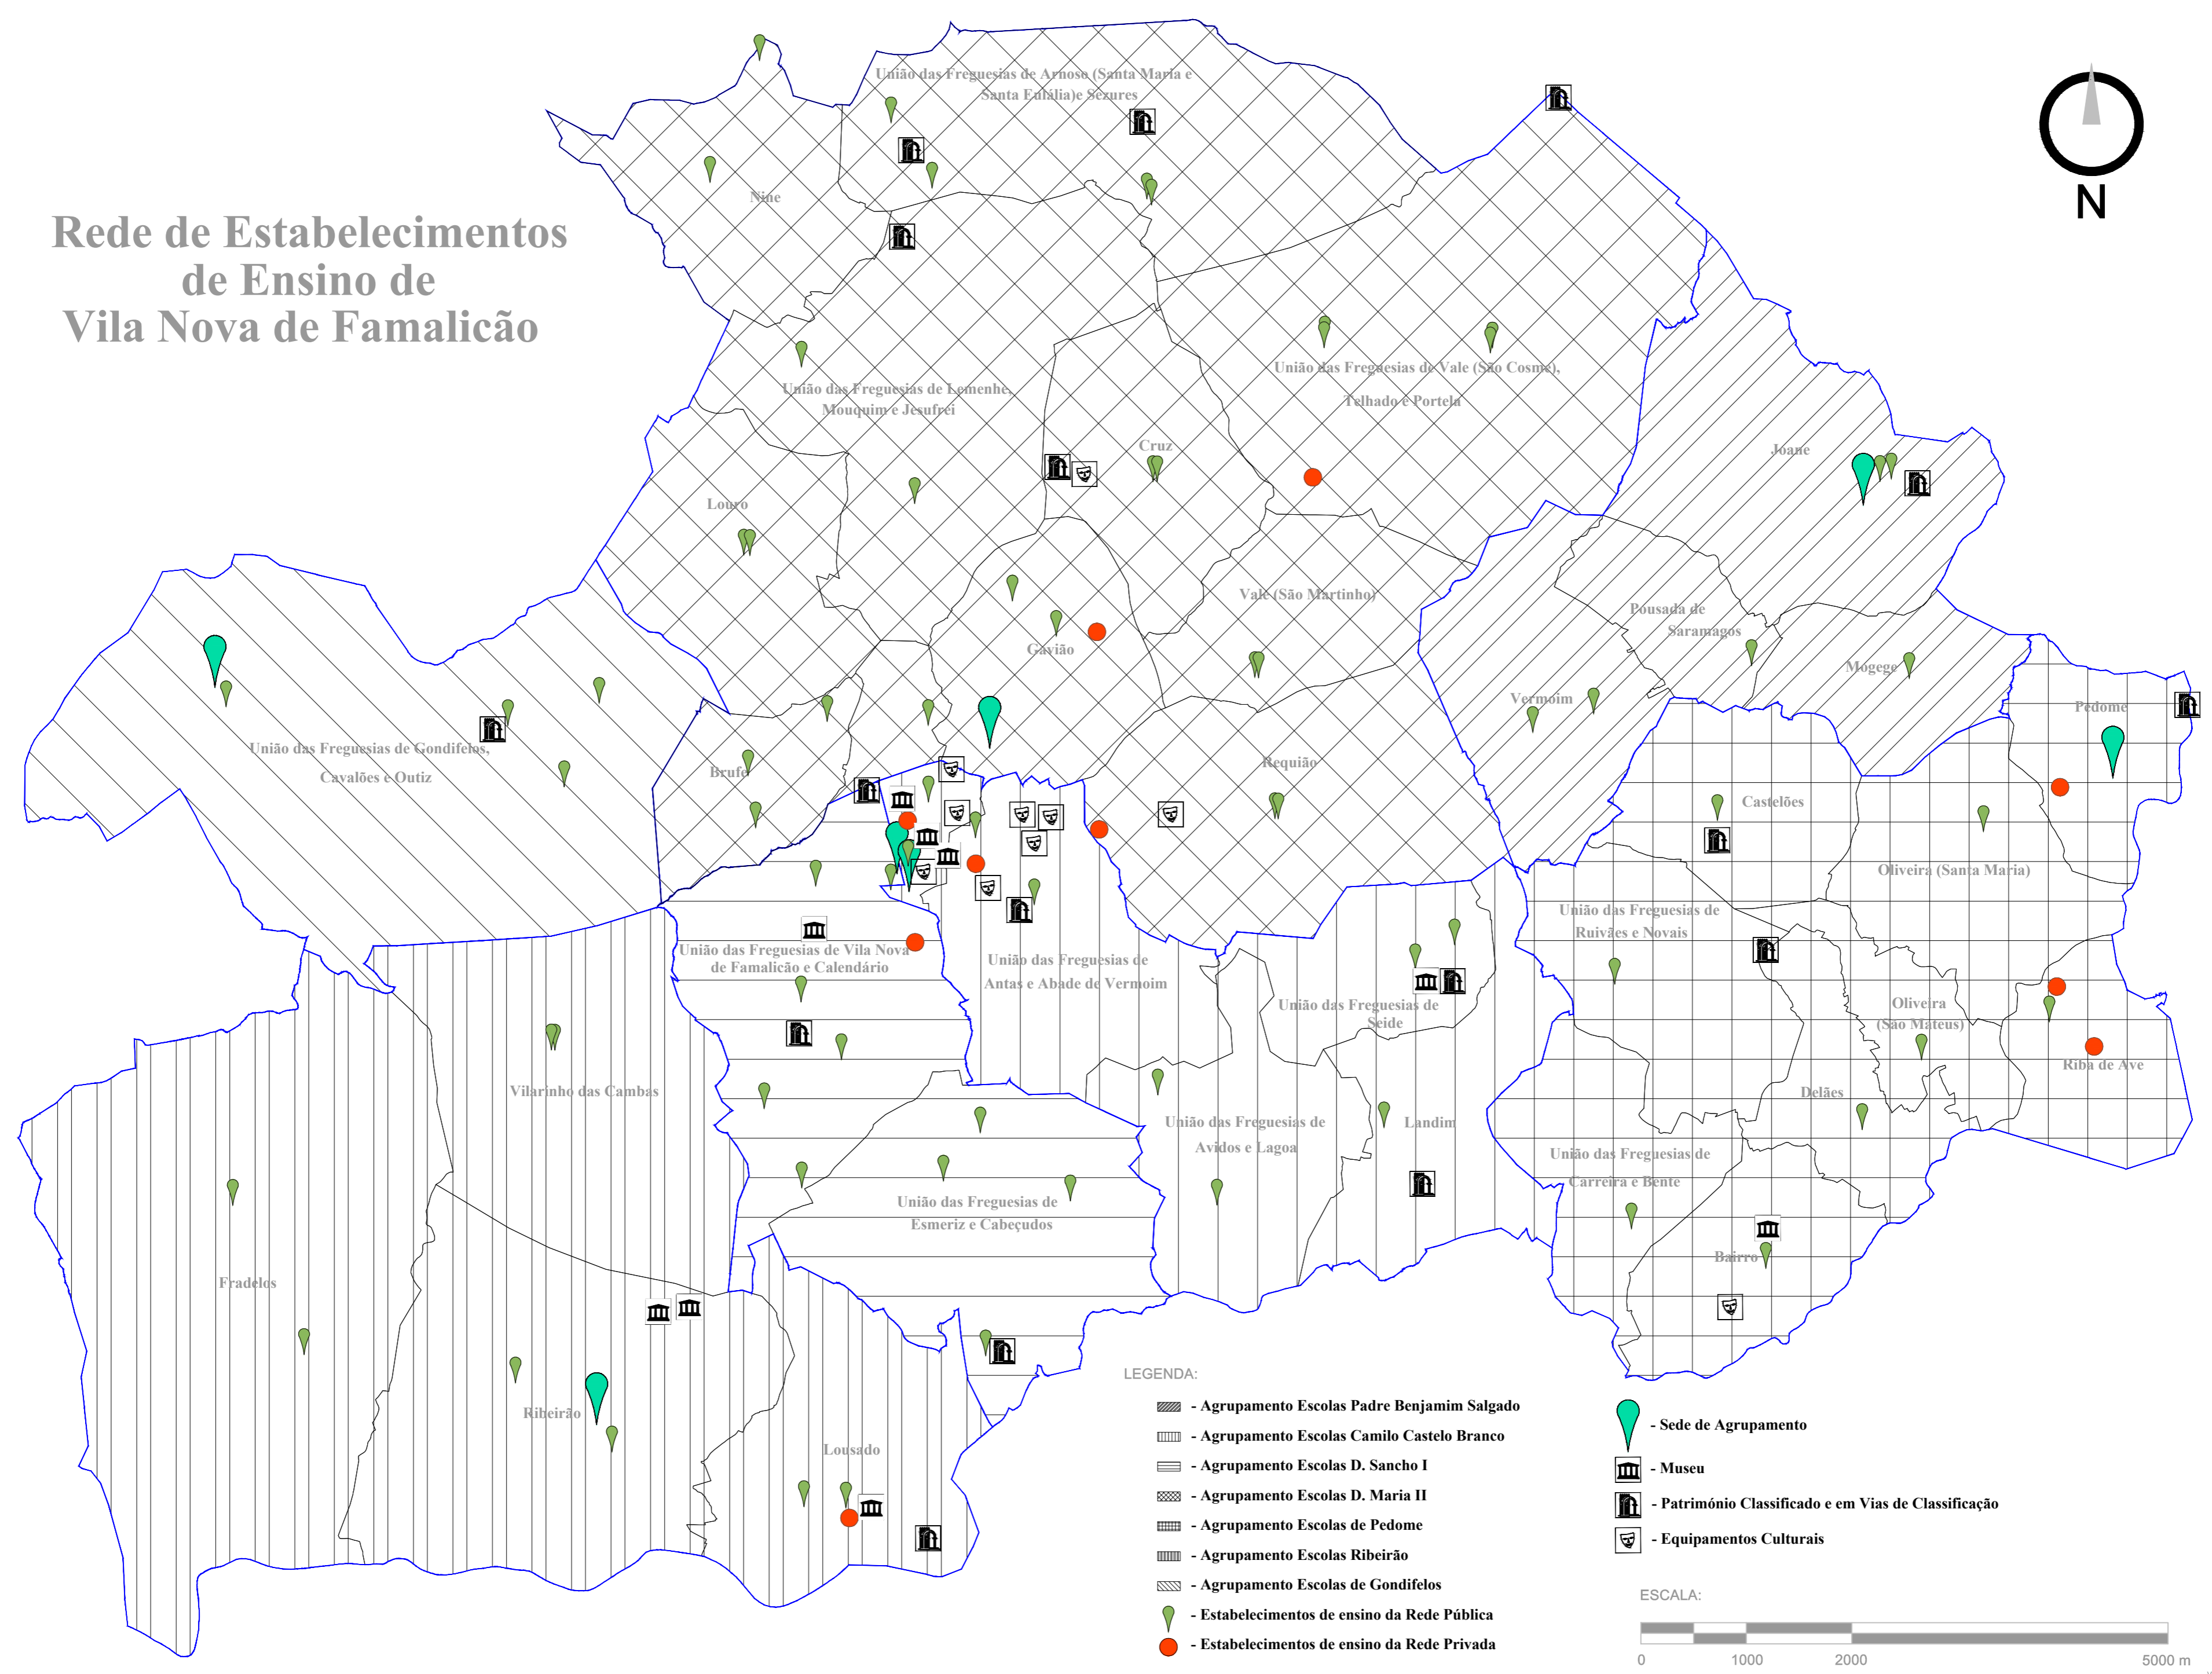 Rede de Estabelecimentos
de Ensino de
Vila Nova de Famalicão
N
União das Freguesias de Arnoso (Santa Maria e
Santa Eulália)e Sezures
Nine
União das Freguesias de Lemenhe,
Mouquim e Jesufrei
União das Freguesias de Vale (São Cosme),
Telhado e Portela
Cruz
Joane
Louro
Vale (São Martinho)
Pousada de
Saramagos
Gavião
Mogege
Vermoim
Pedome
União das Freguesias de Gondifelos,
Cavalões e Outiz
Brufe
Requião
Castelões
Oliveira (Santa Maria)
União das Freguesias de
Ruivães e Novais
União das Freguesias de Vila Nova
de Famalicão e Calendário
União das Freguesias de
Antas e Abade de Vermoim
União das Freguesias de
Seide
Oliveira
(São Mateus)
Riba de Ave
Vilarinho das Cambas
Delães
União das Freguesias de
Avidos e Lagoa
Landim
União das Freguesias de
Carreira e Bente
União das Freguesias de
Esmeriz e Cabeçudos
Bairro
Fradelos
Ribeirão
Lousado
LEGENDA:
- Agrupamento Escolas Padre Benjamim Salgado
- Agrupamento Escolas Camilo Castelo Branco
- Agrupamento Escolas D. Sancho I
- Agrupamento Escolas D. Maria II
- Agrupamento Escolas de Pedome
- Agrupamento Escolas Ribeirão
- Agrupamento Escolas de Gondifelos
- Estabelecimentos de ensino da Rede Pública
- Estabelecimentos de ensino da Rede Privada
- Sede de Agrupamento
- Museu
- Património Classificado e em Vias de Classificação
- Equipamentos Culturais
ESCALA:
0 1000 2000 5000 m